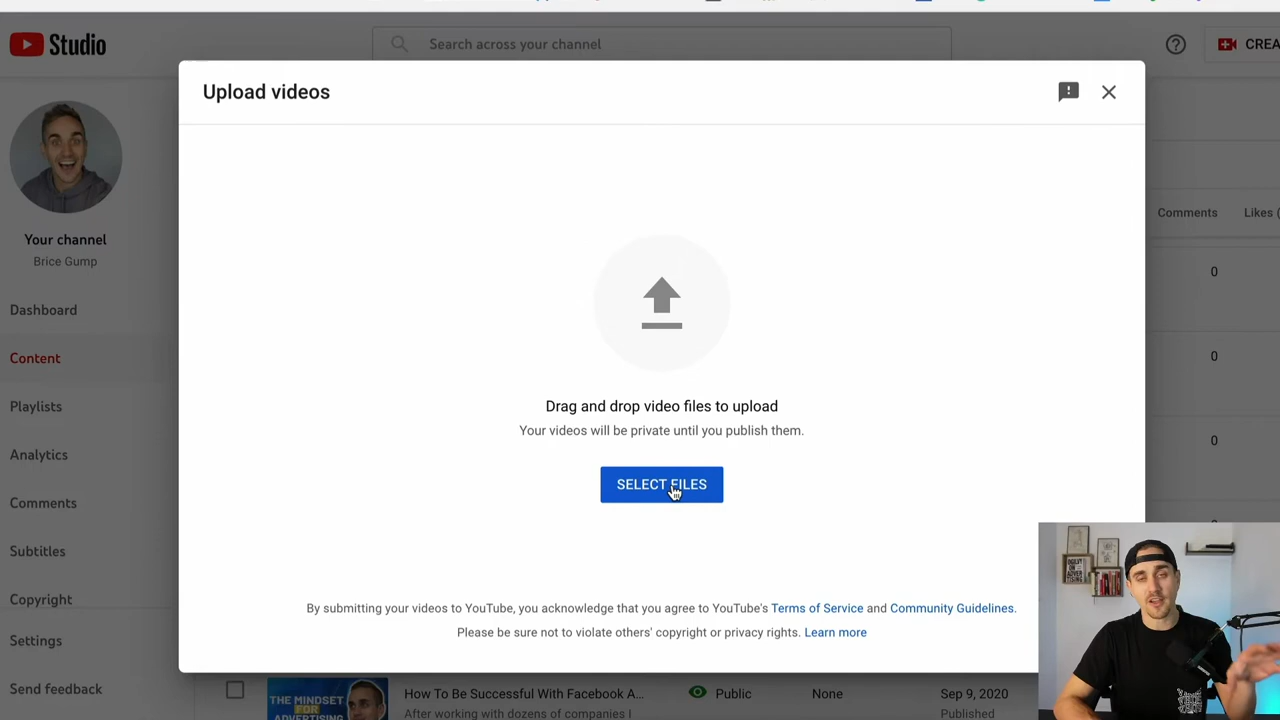 Studio
Search across your channel
CREA
Upload videos
Your channel
Brice Gump
Comments
Likes (
Dashboard
0
Content
0
Playlists
Drag and drop video files to upload
Your videos will be private until you publish them.
Analytics
0
SELECT FILES
Comments
Subtitles
OGILVY
ON
ADVERTISING
Copyright
By submitting your videos to YouTube, you acknowledge that you agree to YouTube's Terms of Service and Community Guidelines.
Please be sure not to violate others' copyright or privacy rights. Learn more
Settings
Send feedback
THE MINDSET
FOR
How To Be Successful With Facebook A...
Public
None
Sep 9, 2020
After working with dozens of companies I
Published